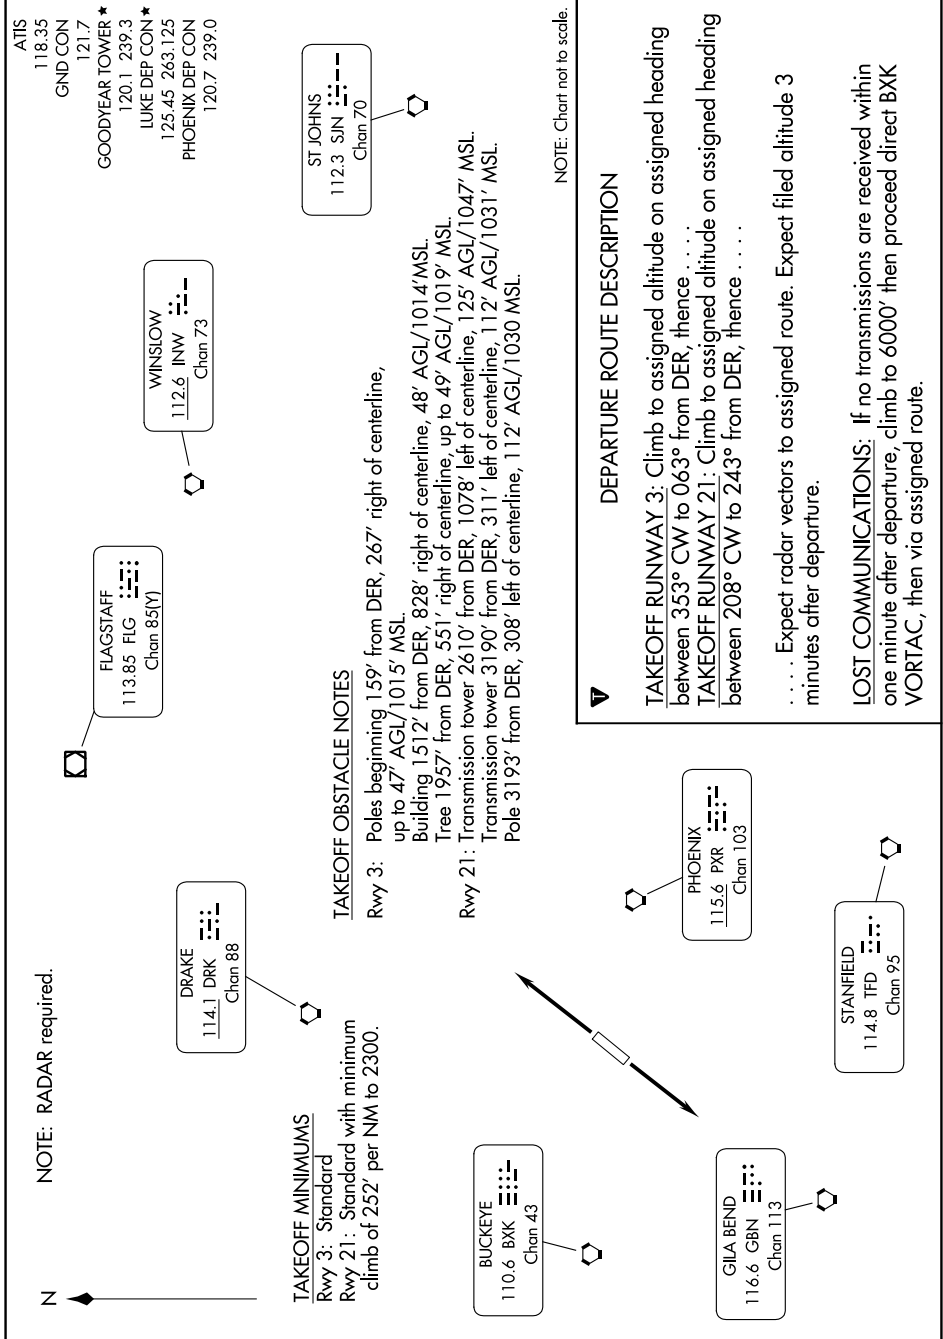 ATIS
118.35
GND CON
121.7
GOODYEAR TOWER ★
120.1 239.3
LUKE DEP CON ★
125.45 263.125
PHOENIX DEP CON
120.7 239.0
N
NOTE: RADAR required.
FLAGSTAFF
113.85 FLG
Chan 85(Y)
WINSLOW
112.6 INW
Chan 73
DRAKE
114.1 DRK
Chan 88
ST JOHNS
112.3 SJN
Chan 70
TAKEOFF MINIMUMS
Rwy 3: Standard
Rwy 21: Standard with minimum
climb of 252' per NM to 2300.
TAKEOFF OBSTACLE NOTES
Rwy 3: Poles beginning 159' from DER, 267' right of centerline,
up to 47' AGL/1015' MSL.
Building 1512' from DER, 828' right of centerline, 48' AGL/1014'MSL.
Tree 1957' from DER, 551' right of centerline, up to 49' AGL/1019' MSL.
Rwy 21: Transmission tower 2610' from DER, 1078' left of centerline, 125' AGL/1047' MSL.
Transmission tower 3190' from DER, 311' left of centerline, 112' AGL/1031' MSL.
Pole 3193' from DER, 308' left of centerline, 112' AGL/1030 MSL.
BUCKEYE
110.6 BXK
Chan 43
PHOENIX
115.6 PXR
Chan 103
GILA BEND
116.6 GBN
Chan 113
STANFIELD
114.8 TFD
Chan 95
NOTE: Chart not to scale.
T
DEPARTURE ROUTE DESCRIPTION
TAKEOFF RUNWAY 3: Climb to assigned altitude on assigned heading
between 353° CW to 063° from DER, thence . . . .
TAKEOFF RUNWAY 21: Climb to assigned altitude on assigned heading
between 208° CW to 243° from DER, thence . . . .
. . . . Expect radar vectors to assigned route. Expect filed altitude 3
minutes after departure.
LOST COMMUNICATIONS: If no transmissions are received within
one minute after departure, climb to 6000' then proceed direct BXK
VORTAC, then via assigned route.